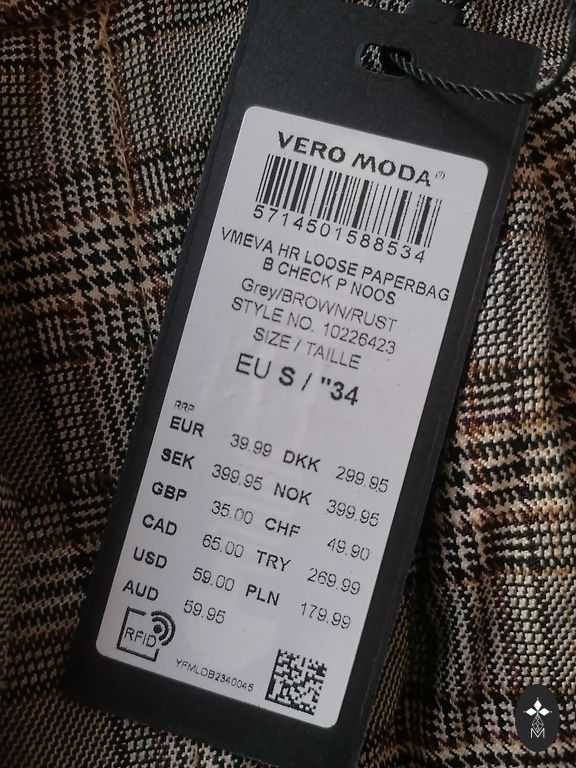 VERO MODA®
5714501588534
VMEVA HR LOOSE PAPERBAG
B CHECK P NOOS
Grey/BROWN/RUST
STYLE NO. 10226423
SIZE / TAILLE
EU S / "34
RRP
EUR 39.99 DKK 299.95
SEK 399.95 NOK 399.95
GBP 35.00 CHF 49.90
CAD 65.00 TRY 269.99
USD 59.00 PLN 179.99
AUD 59.95
RFID
YFMLDB2340045
M